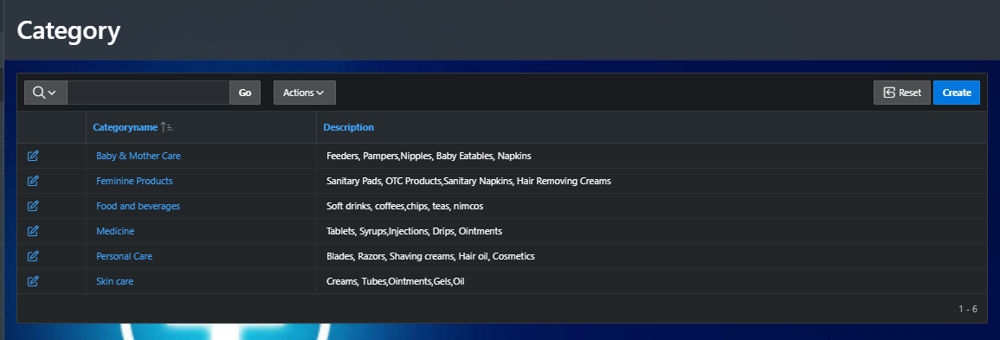 Category
Go Actions Reset Create
Categoryname Description
Baby & Mother Care Feeders, Pampers,Nipples, Baby Eatables, Napkins
Feminine Products Sanitary Pads, OTC Products,Sanitary Napkins, Hair Removing Creams
Food and beverages Soft drinks, coffees,chips, teas, nimcos
Medicine Tablets, Syrups,Injections, Drips, Ointments
Personal Care Blades, Razors, Shaving creams, Hair oil, Cosmetics
Skin care Creams, Tubes,Ointments,Gels,Oil
1 - 6